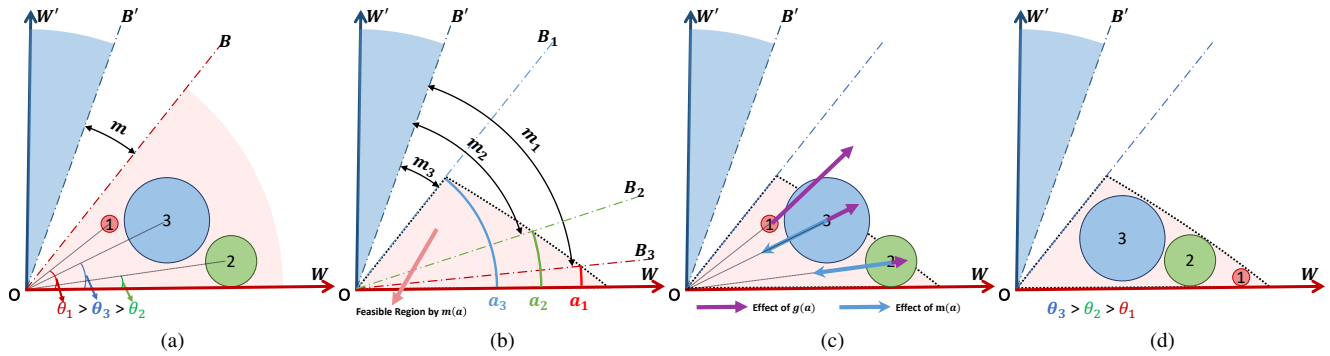 W′
B′
B
m
1
3
2
W
O
θ₁ > θ₃ > θ₂
(a)
W′
B′
B₁
m₁
m₂
m₃
B₂
B₃
W
O
a₃
a₂
a₁
Feasible Region by m(a)
(b)
W′
B′
1
3
2
W
O
Effect of g(a)
Effect of m(a)
(c)
W′
B′
3
2
1
W
O
θ₃ > θ₂ > θ₁
(d)